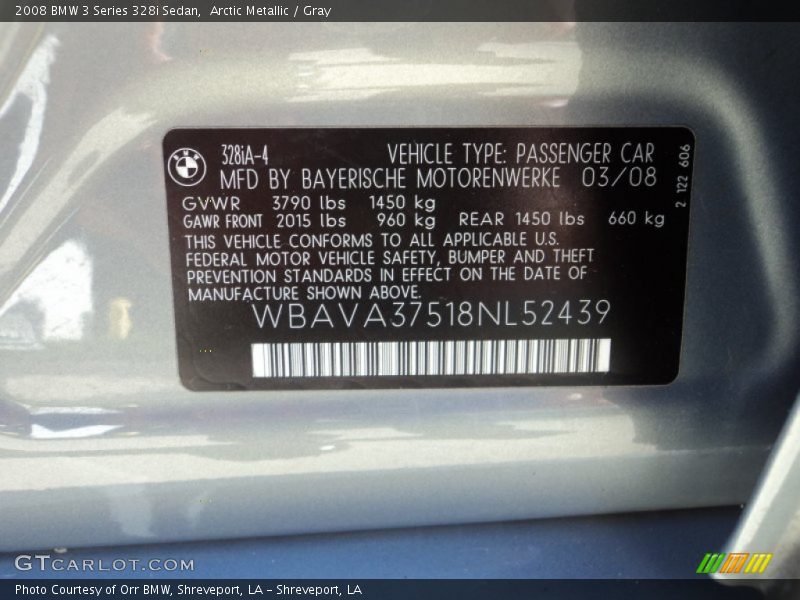 2008 BMW 3 Series 328i Sedan, Arctic Metallic / Gray
BMW
328iA-4 VEHICLE TYPE: PASSENGER CAR
MFD BY BAYERISCHE MOTORENWERKE 03/08
GVWR 3790 lbs 1450 kg
GAWR FRONT 2015 lbs 960 kg REAR 1450 lbs 660 kg
THIS VEHICLE CONFORMS TO ALL APPLICABLE U.S.
FEDERAL MOTOR VEHICLE SAFETY, BUMPER AND THEFT
PREVENTION STANDARDS IN EFFECT ON THE DATE OF
MANUFACTURE SHOWN ABOVE.
WBAVA37518NL52439
2 122 606
GTCARLOT.COM
Photo Courtesy of Orr BMW, Shreveport, LA - Shreveport, LA